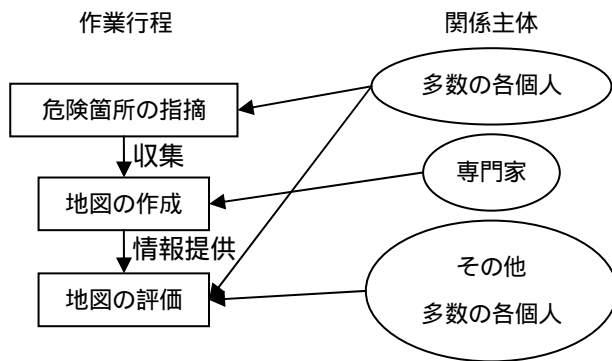 作業行程
関係主体
危険箇所の指摘
多数の各個人
収集
地図の作成
専門家
情報提供
地図の評価
その他
多数の各個人